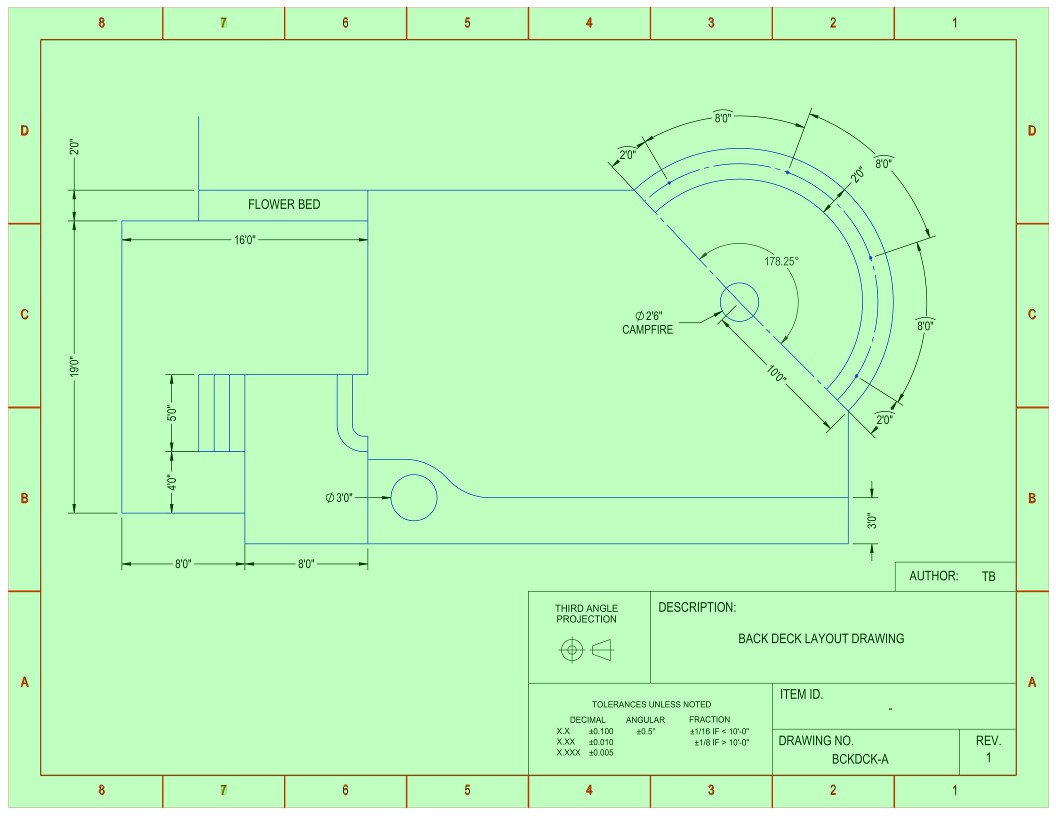 8 7 6 5 4 3 2 1
D D
C C
B B
A A
8'0"
2'0"
8'0"
2'0"
2'0"
FLOWER BED
16'0"
178.25°
Ø2'6"
CAMPFIRE
8'0"
19'0"
10'0"
5'0"
2'0"
4'0"
Ø3'0"
3'0"
8'0" 8'0"
AUTHOR: TB
THIRD ANGLE
PROJECTION
DESCRIPTION:
BACK DECK LAYOUT DRAWING
TOLERANCES UNLESS NOTED
DECIMAL ANGULAR FRACTION
X.X ±0.100 ±0.5° ±1/16 IF < 10'-0"
X.XX ±0.010 ±1/8 IF > 10'-0"
X.XXX ±0.005
ITEM ID.
-
DRAWING NO.
BCKDCK-A
REV.
1
8 7 6 5 4 3 2 1